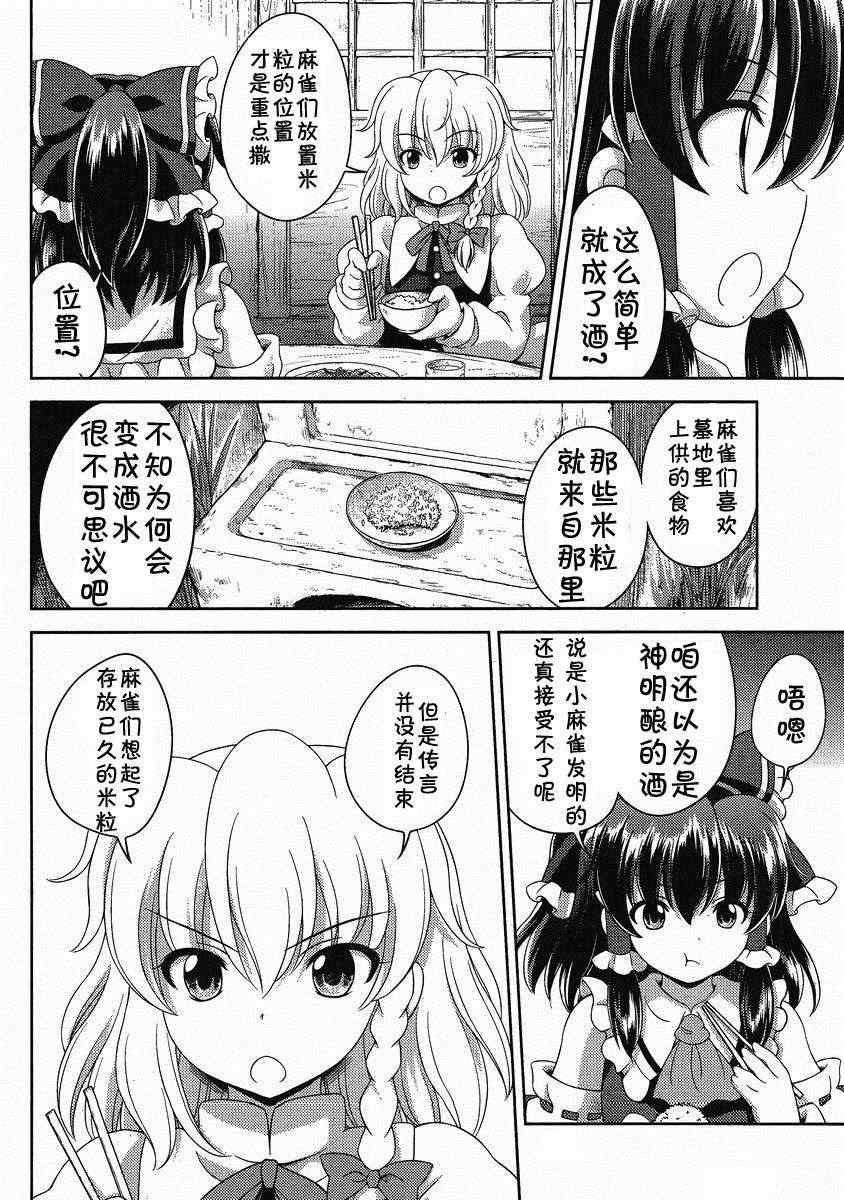 这么简单
就成了酒?
麻雀们放置米
粒的位置
才是重点撒
位置?
麻雀们喜欢
墓地里
上供的食物
那些米粒
就来自那里
不知为何会
变成酒水
很不可思议吧
唔嗯
咱还以为是
神明酿的酒
说是小麻雀发明的
还真接受不了呢
但是传言
并没有结束
麻雀们想起了
存放已久的米粒